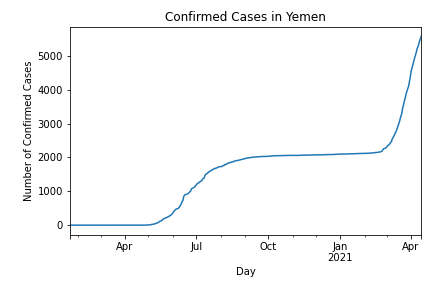 Confirmed Cases in Yemen
Number of Confirmed Cases
5000
4000
3000
2000
1000
0
Apr
Jul
Oct
Jan
2021
Apr
Day